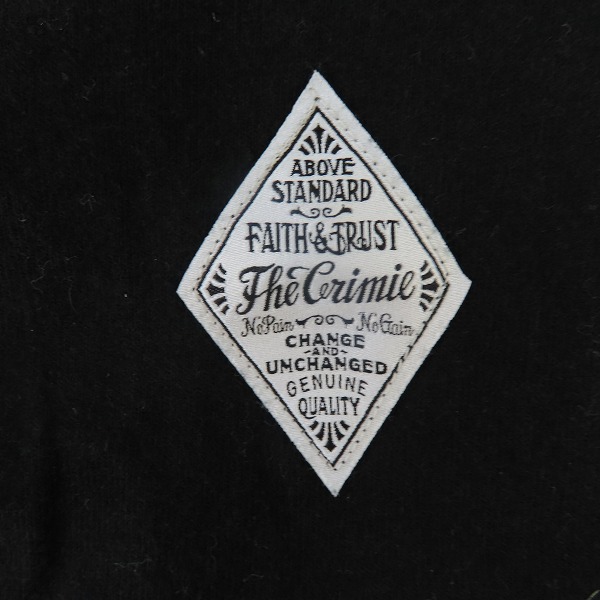 ABOVE
STANDARD
FAITH & TRUST
The Crimie
No Pain No Gain
CHANGE
-AND-
UNCHANGED
GENUINE
QUALITY